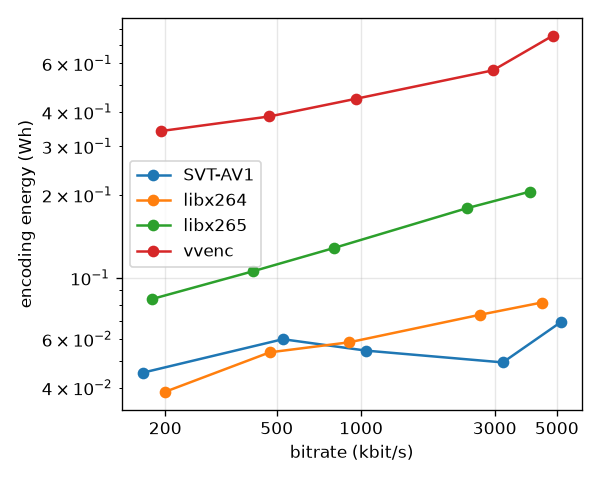 encoding energy (Wh)
6 × 10⁻¹
4 × 10⁻¹
3 × 10⁻¹
2 × 10⁻¹
10⁻¹
6 × 10⁻²
4 × 10⁻²
SVT-AV1
libx264
libx265
vvenc
200 500 1000 3000 5000
bitrate (kbit/s)